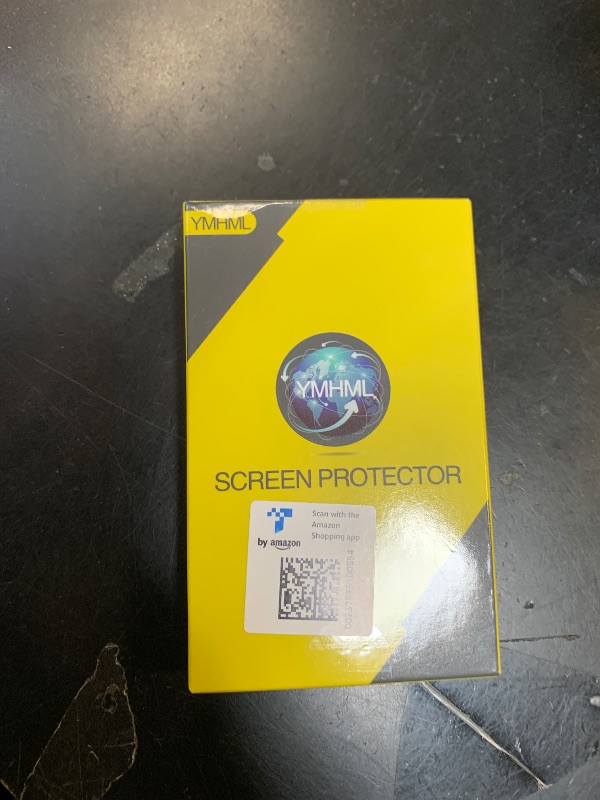 YMHML
YMHML
SCREEN PROTECTOR
Scan with the
Amazon
Shopping app
by amazon